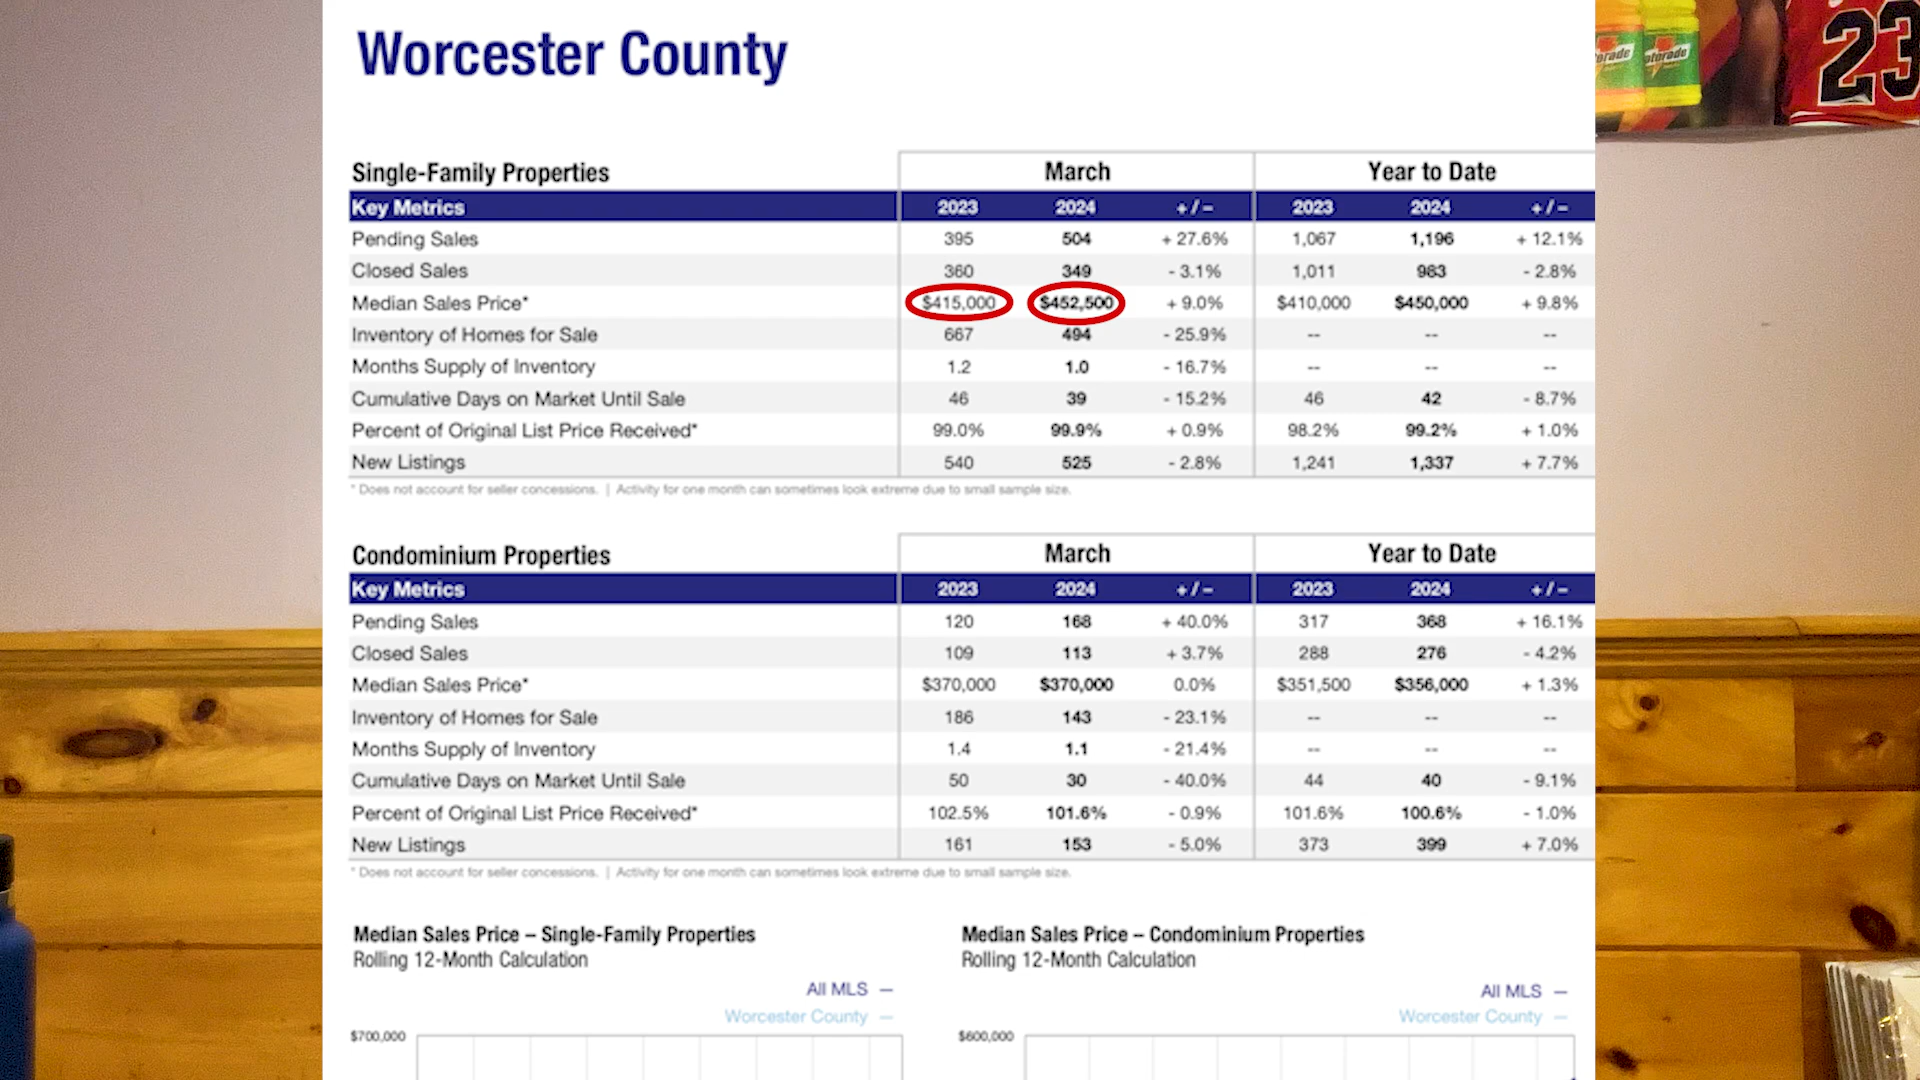 Worcester County
Single-Family Properties March Year to Date
Key Metrics 2023 2024 + / – 2023 2024 + / –
Pending Sales 395 504 + 27.6% 1,067 1,196 + 12.1%
Closed Sales 360 349 - 3.1% 1,011 983 - 2.8%
Median Sales Price* $415,000 $452,500 + 9.0% $410,000 $450,000 + 9.8%
Inventory of Homes for Sale 667 494 - 25.9% -- -- --
Months Supply of Inventory 1.2 1.0 - 16.7% -- -- --
Cumulative Days on Market Until Sale 46 39 - 15.2% 46 42 - 8.7%
Percent of Original List Price Received* 99.0% 99.9% + 0.9% 98.2% 99.2% + 1.0%
New Listings 540 525 - 2.8% 1,241 1,337 + 7.7%
* Does not account for seller concessions. | Activity for one month can sometimes look extreme due to small sample size.
Condominium Properties March Year to Date
Key Metrics 2023 2024 + / – 2023 2024 + / –
Pending Sales 120 168 + 40.0% 317 368 + 16.1%
Closed Sales 109 113 + 3.7% 288 276 - 4.2%
Median Sales Price* $370,000 $370,000 0.0% $351,500 $356,000 + 1.3%
Inventory of Homes for Sale 186 143 - 23.1% -- -- --
Months Supply of Inventory 1.4 1.1 - 21.4% -- -- --
Cumulative Days on Market Until Sale 50 30 - 40.0% 44 40 - 9.1%
Percent of Original List Price Received* 102.5% 101.6% - 0.9% 101.6% 100.6% - 1.0%
New Listings 161 153 - 5.0% 373 399 + 7.0%
* Does not account for seller concessions. | Activity for one month can sometimes look extreme due to small sample size.
Median Sales Price – Single-Family Properties
Rolling 12-Month Calculation
All MLS —
Worcester County —
$700,000
Median Sales Price – Condominium Properties
Rolling 12-Month Calculation
All MLS —
Worcester County —
$600,000
23